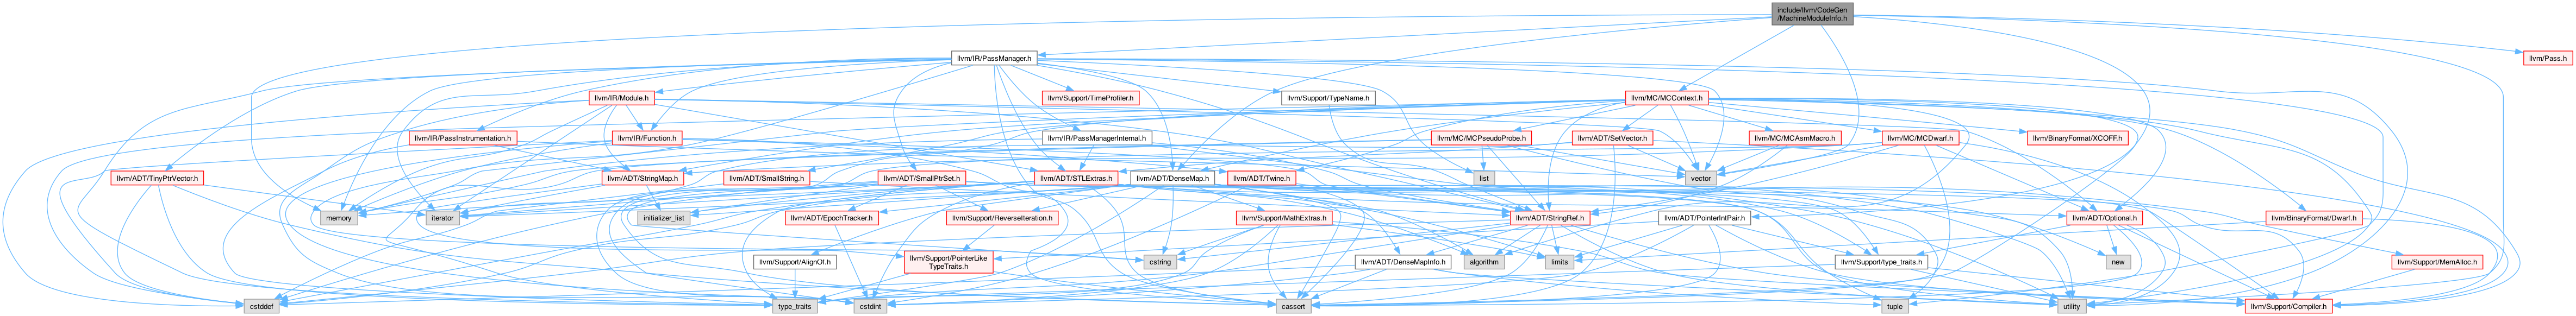 include/llvm/CodeGen
/MachineModuleInfo.h
llvm/IR/PassManager.h
llvm/Pass.h
llvm/IR/Module.h
llvm/Support/TimeProfiler.h
llvm/Support/TypeName.h
llvm/MC/MCContext.h
llvm/IR/PassInstrumentation.h
llvm/IR/Function.h
llvm/IR/PassManagerInternal.h
llvm/MC/MCPseudoProbe.h
llvm/ADT/SetVector.h
llvm/MC/MCAsmMacro.h
llvm/MC/MCDwarf.h
llvm/BinaryFormat/XCOFF.h
llvm/ADT/TinyPtrVector.h
llvm/ADT/StringMap.h
llvm/ADT/SmallString.h
llvm/ADT/SmallPtrSet.h
llvm/ADT/STLExtras.h
llvm/ADT/DenseMap.h
llvm/ADT/Twine.h
list
vector
memory
iterator
initializer_list
llvm/ADT/EpochTracker.h
llvm/Support/ReverseIteration.h
llvm/Support/MathExtras.h
llvm/ADT/StringRef.h
llvm/ADT/PointerIntPair.h
llvm/ADT/Optional.h
llvm/BinaryFormat/Dwarf.h
llvm/Support/AlignOf.h
llvm/Support/PointerLike
TypeTraits.h
cstring
llvm/ADT/DenseMapInfo.h
algorithm
limits
llvm/Support/type_traits.h
new
llvm/Support/MemAlloc.h
cstddef
type_traits
cstdint
cassert
tuple
utility
llvm/Support/Compiler.h